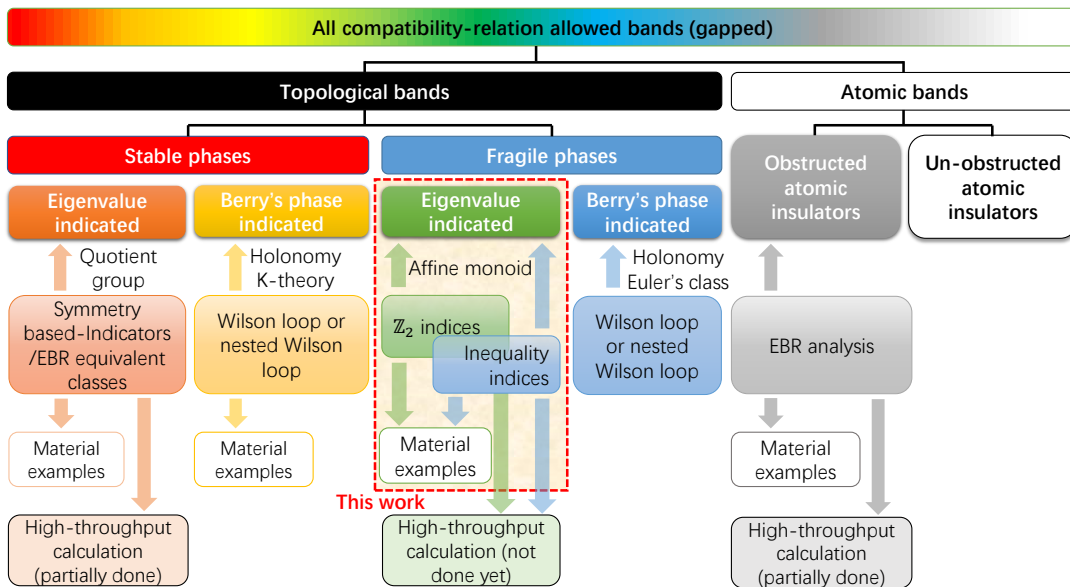 All compatibility-relation allowed bands (gapped)
Topological bands
Atomic bands
Stable phases
Fragile phases
Obstructed
atomic
insulators
Un-obstructed
atomic
insulators
Eigenvalue
indicated
Berry's phase
indicated
Eigenvalue
indicated
Berry's phase
indicated
Quotient
group
Holonomy
K-theory
Affine monoid
Holonomy
Euler's class
Symmetry
based-Indicators
/EBR equivalent
classes
Wilson loop or
nested Wilson
loop
ℤ₂ indices
Inequality
indices
Wilson loop
or nested
Wilson loop
EBR analysis
Material
examples
Material
examples
Material
examples
Material
examples
This work
High-throughput
calculation
(partially done)
High-throughput
calculation (not
done yet)
High-throughput
calculation
(partially done)